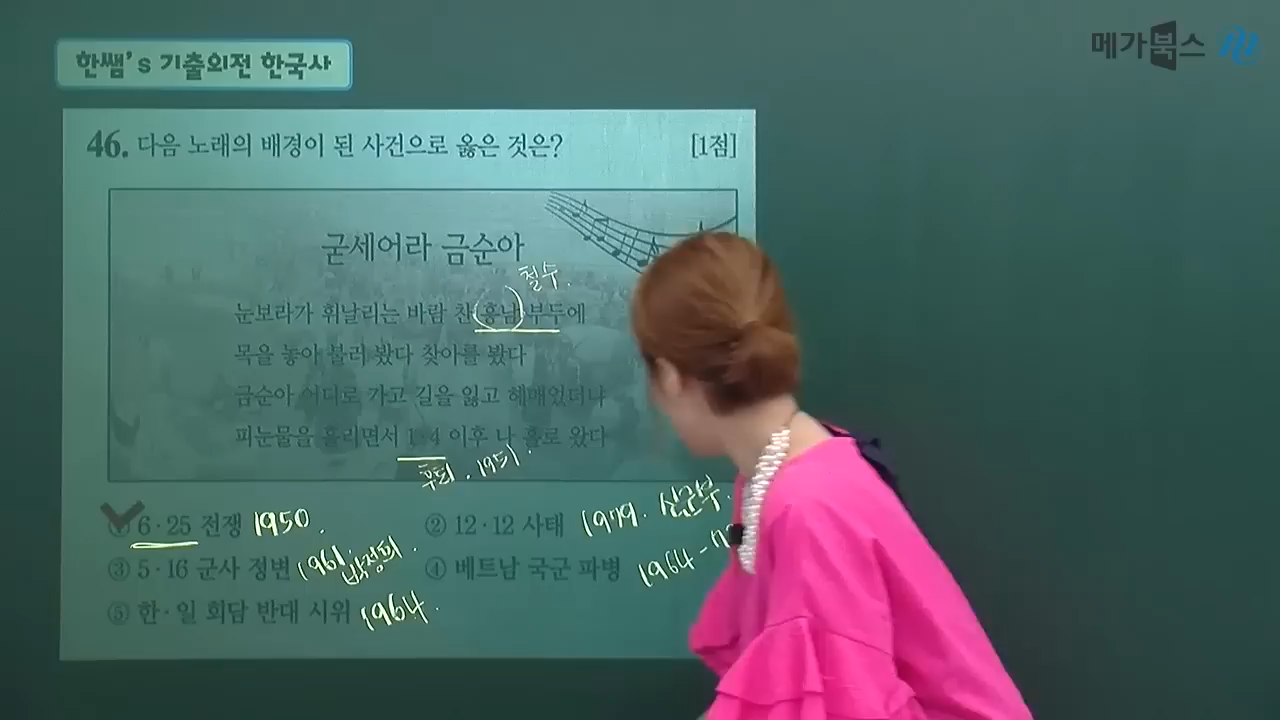 한쌤's 기출외전 한국사
메가북스
46. 다음 노래의 배경이 된 사건으로 옳은 것은? [1점]
굳세어라 금순아
철수.
눈보라가 휘날리는 바람 찬 흥남 부두에
목을 놓아 불러 봤다 찾아를 봤다
금순아 어디로 가고 길을 잃고 헤매었더냐
피눈물을 흘리면서 1·4 이후 나 홀로 왔다
후퇴. 1951.
6·25 전쟁 1950.
② 12·12 사태 1979. 신군부.
③ 5·16 군사 정변 1961. 박정희.
④ 베트남 국군 파병 1964-
⑤ 한·일 회담 반대 시위 1964.